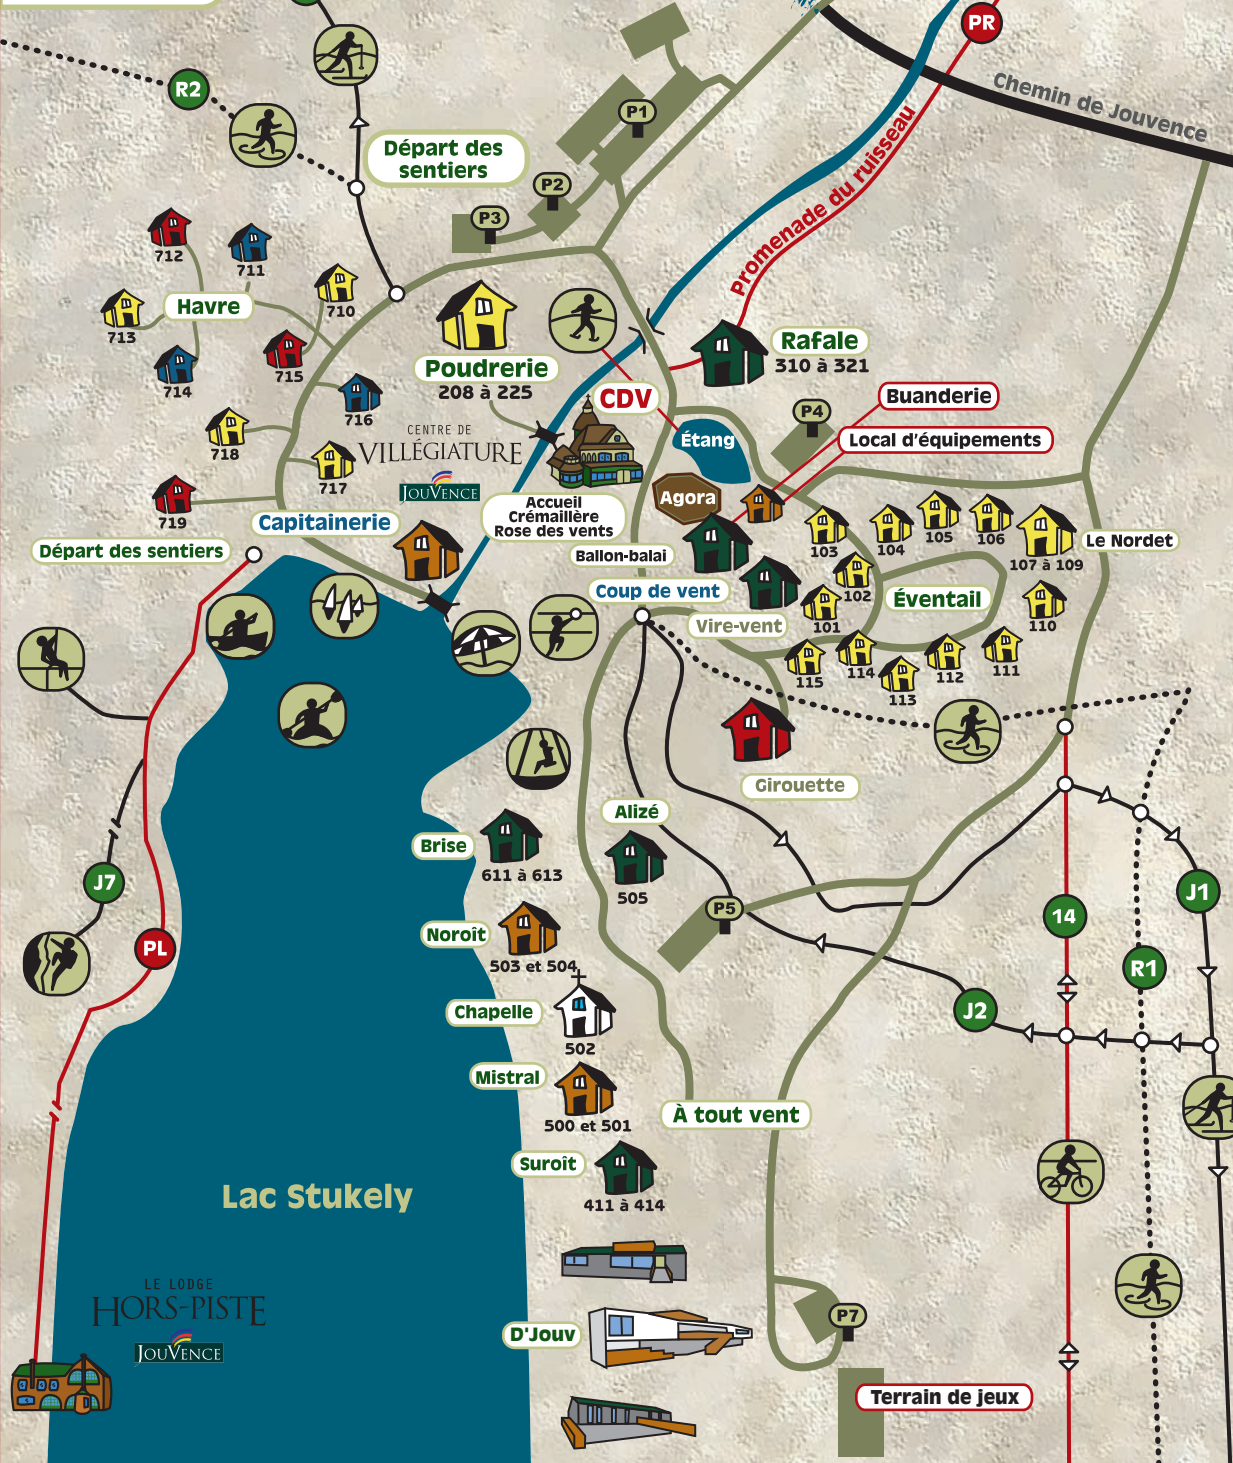 PR
R2
Chemin de Jouvence
P1
Départ des
sentiers
Promenade du ruisseau
P2
P3
712
711
710
Havre
713
714
715
716
718
717
719
Poudrerie
208 à 225
Rafale
310 à 321
CDV
Buanderie
P4
Local d'équipements
Étang
CENTRE DE
VILLÉGIATURE
JOUVENCE
Agora
Accueil
Crémaillère
Rose des vents
Capitainerie
Départ des sentiers
Ballon-balai
103
104
105
106
107 à 109
Le Nordet
102
Coup de vent
101
Éventail
110
Vire-vent
115
114
113
112
111
Girouette
Alizé
505
Brise
611 à 613
J7
J1
P5
14
Noroît
503 et 504
PL
R1
Chapelle
502
J2
Mistral
500 et 501
À tout vent
Suroît
411 à 414
Lac Stukely
LE LODGE
HORS-PISTE
JOUVENCE
D'Jouv
P7
Terrain de jeux